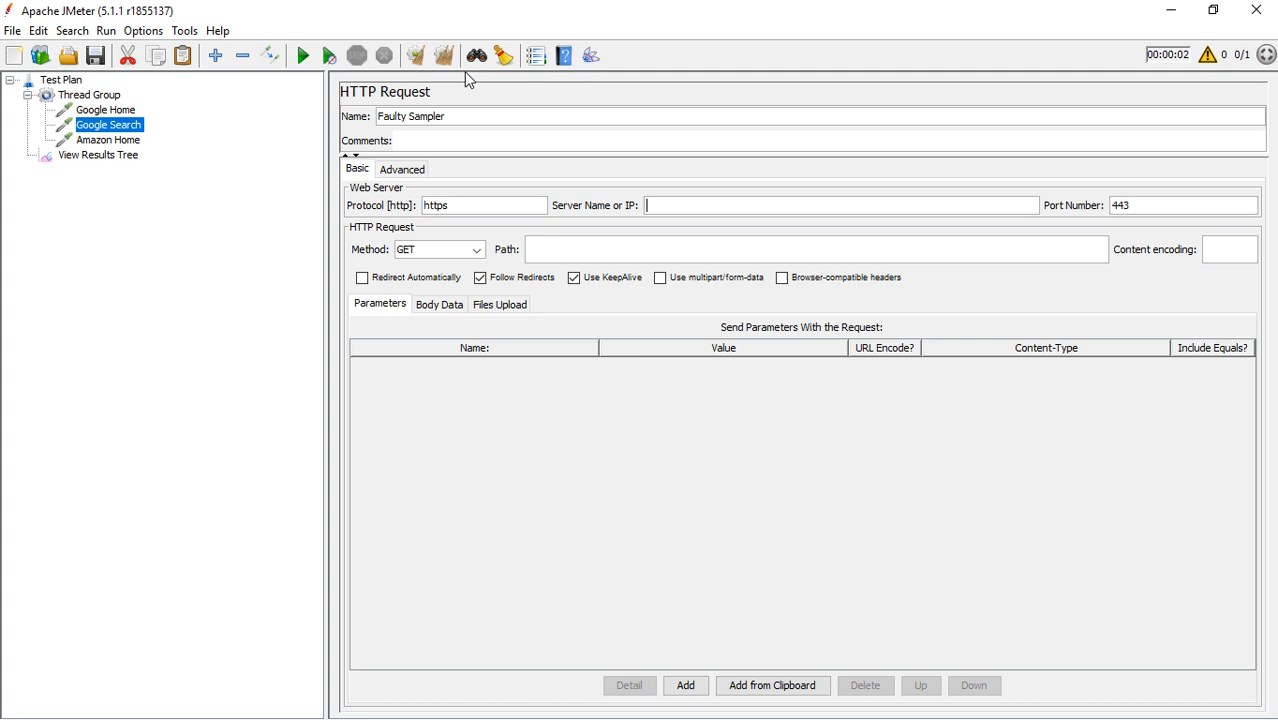 Apache JMeter (5.1.1 r1855137)
File Edit Search Run Options Tools Help
STOP
00:00:02 0 0/1
Test Plan
Thread Group
Google Home
Google Search
Amazon Home
View Results Tree
HTTP Request
Name: Faulty Sampler
Comments:
Basic Advanced
Web Server
Protocol [http]: https Server Name or IP: Port Number: 443
HTTP Request
Method: GET Path: Content encoding:
Redirect Automatically Follow Redirects Use KeepAlive Use multipart/form-data Browser-compatible headers
Parameters Body Data Files Upload
Send Parameters With the Request:
Name: Value URL Encode? Content-Type Include Equals?
Detail Add Add from Clipboard Delete Up Down